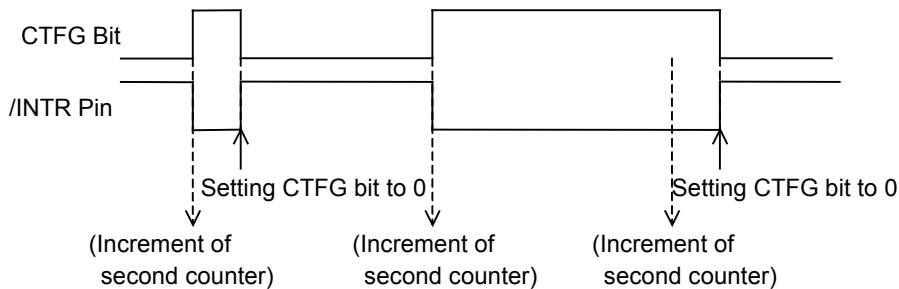 CTFG Bit
/INTR Pin
Setting CTFG bit to 0
Setting CTFG bit to 0
(Increment of
second counter)
(Increment of
second counter)
(Increment of
second counter)